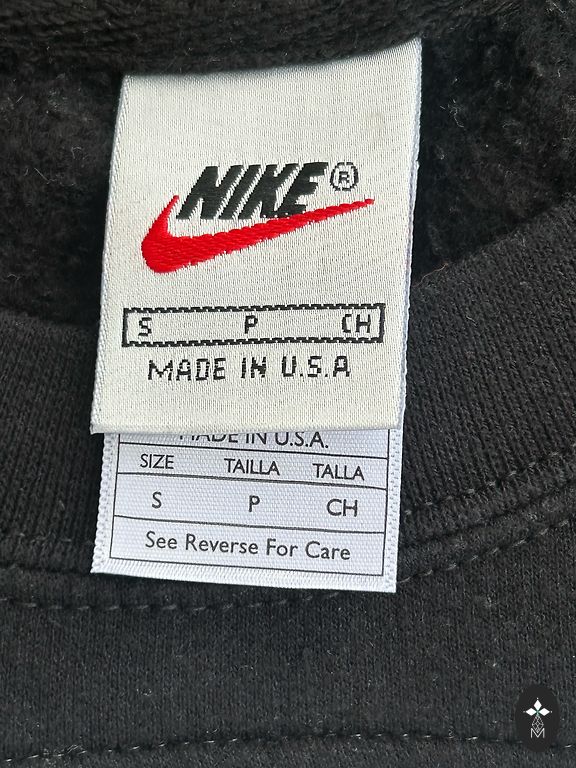 NIKE®
S P CH
MADE IN U.S.A
MADE IN U.S.A.
SIZE TAILLA TALLA
S P CH
See Reverse For Care
M